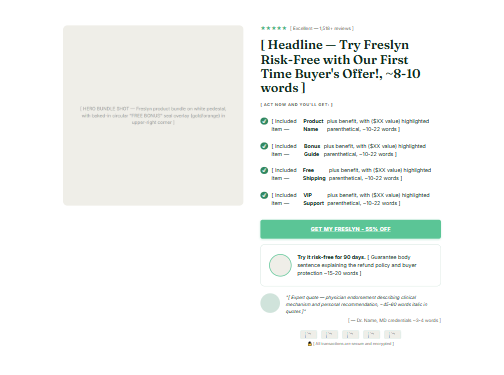 ★★★★★ [ Excellent — 1,516+ reviews ]
[ Headline — Try Freslyn
Risk-Free with Our First
Time Buyer's Offer!, ~8-10
words ]
[ ACT NOW AND YOU'LL GET: ]
[ HERO BUNDLE SHOT — Freslyn product bundle on white pedestal,
with baked-in circular "FREE BONUS" seal overlay (gold/orange) in
upper-right corner ]
[ Included Item — Product Name plus benefit, with ($XX value) highlighted
parenthetical, ~10-22 words ]
[ Included Item — Bonus Guide plus benefit, with ($XX value) highlighted
parenthetical, ~10-22 words ]
[ Included Item — Free Shipping plus benefit, with ($XX value) highlighted
parenthetical, ~10-22 words ]
[ Included Item — VIP Support plus benefit, with ($XX value) highlighted
parenthetical, ~10-22 words ]
GET MY FRESLYN - 55% OFF
Try it risk-free for 90 days. [ Guarantee body
sentence explaining the refund policy and buyer
protection ~15-20 words.]
"[ Expert quote — physician endorsement describing clinical
mechanism and personal recommendation, ~45-60 words italic in
quotes ]"
[ — Dr. Name, MD credentials ~3-4 words ]
transactions are secure and encrypted ]